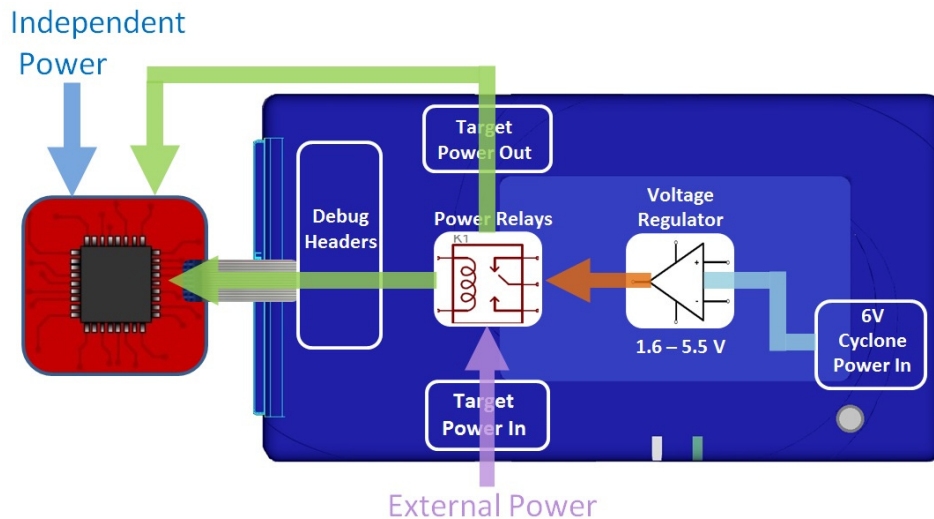 Independent
Power
Target
Power Out
Voltage
Regulator
Debug
Headers
Power Relays
K1
6V
Cyclone
Power In
1.6 – 5.5 V
Target
Power In
External Power